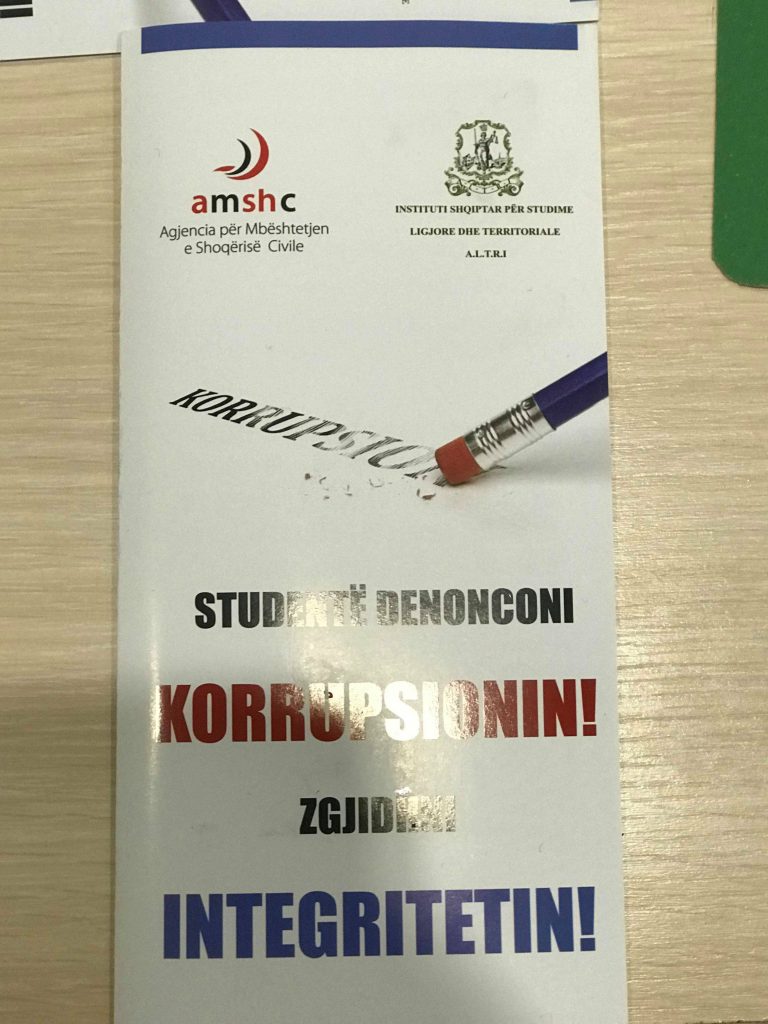 amshc
Agjencia për Mbështetjen
e Shoqërisë Civile
INSTITUTI SHQIPTAR PËR STUDIME
LIGJORE DHE TERRITORIALE
A.L.T.R.I
KORRUPSION
STUDENTË DENONCONI
KORRUPSIONIN!
ZGJIDHNI
INTEGRITETIN!